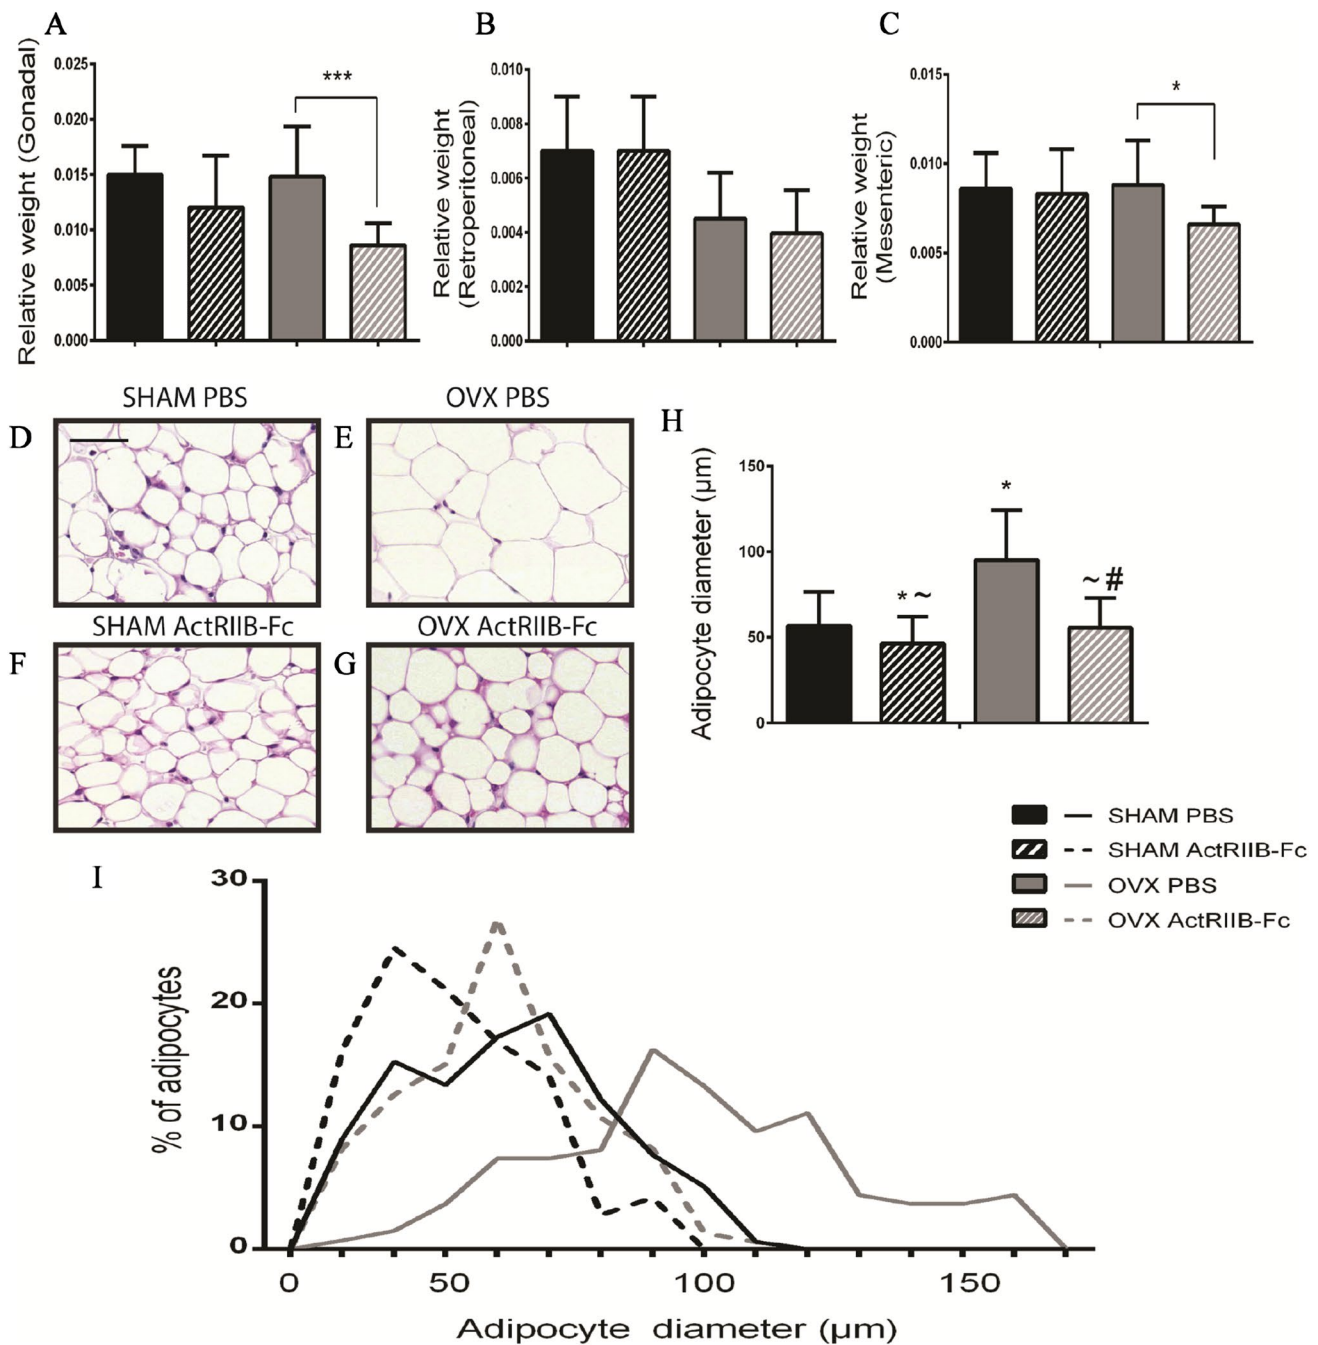 A
B
C
Relative weight (Gonadal)
0.025
0.020
0.015
0.010
0.005
0.000
***
Relative weight
(Retroperitoneal)
0.010
0.008
0.006
0.004
0.002
0.000
Relative weight
(Mesenteric)
0.015
0.010
0.005
0.000
*
SHAM PBS
OVX PBS
D
E
SHAM ActRIIB-Fc
OVX ActRIIB-Fc
F
G
H
Adipocyte diameter (µm)
150
100
50
0
* ~
*
~ #
SHAM PBS
SHAM ActRIIB-Fc
OVX PBS
OVX ActRIIB-Fc
I
% of adipocytes
30
20
10
0
0 50 100 150
Adipocyte diameter (µm)